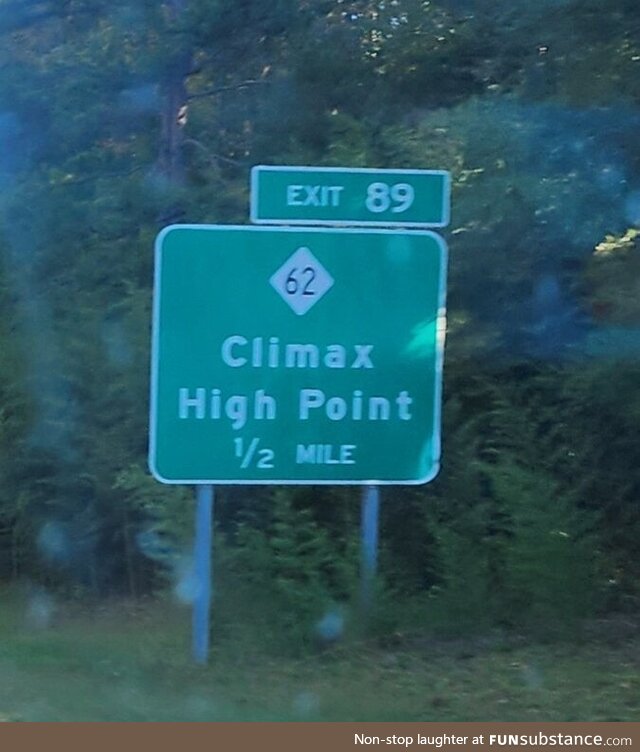 EXIT 89
62
Climax
High Point
1/2 MILE
Non-stop laughter at FUNsubstance.com